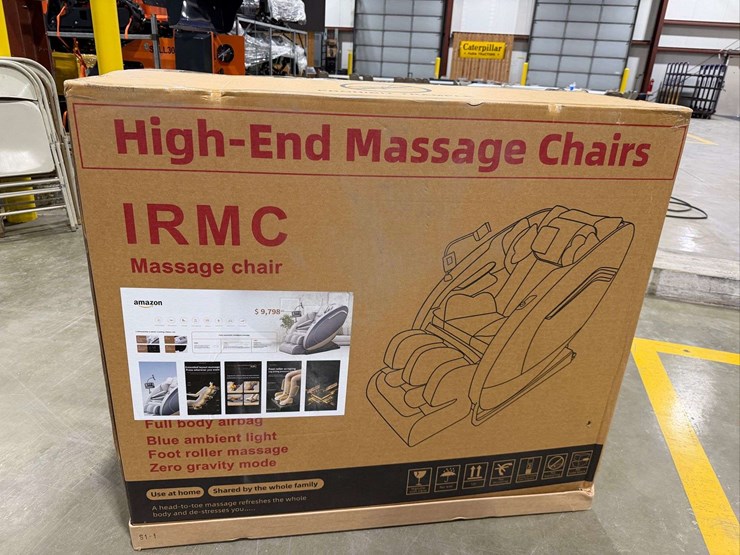 Caterpillar
High-End Massage Chairs
IRMC
Massage chair
amazon
$ 9,798
Full body airbag
Blue ambient light
Foot roller massage
Zero gravity mode
Use at home
Shared by the whole family
A head-to-toe massage refreshes the whole
body and de-stresses you......
S1-1